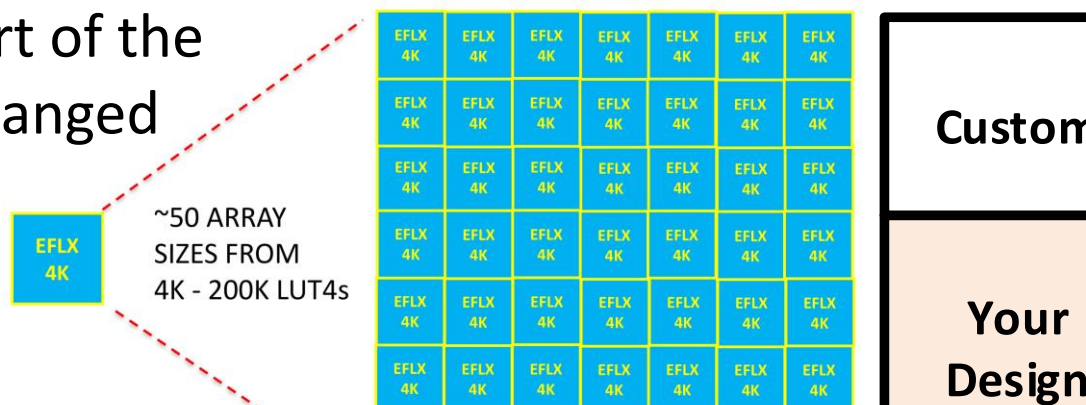 rt of the
anged
EFLX
4K
~50 ARRAY
SIZES FROM
4K - 200K LUT4s
EFLX EFLX EFLX EFLX EFLX EFLX EFLX
4K 4K 4K 4K 4K 4K 4K
EFLX EFLX EFLX EFLX EFLX EFLX EFLX
4K 4K 4K 4K 4K 4K 4K
EFLX EFLX EFLX EFLX EFLX EFLX EFLX
4K 4K 4K 4K 4K 4K 4K
EFLX EFLX EFLX EFLX EFLX EFLX EFLX
4K 4K 4K 4K 4K 4K 4K
EFLX EFLX EFLX EFLX EFLX EFLX EFLX
4K 4K 4K 4K 4K 4K 4K
EFLX EFLX EFLX EFLX EFLX EFLX EFLX
4K 4K 4K 4K 4K 4K 4K
Custom
Your
Design